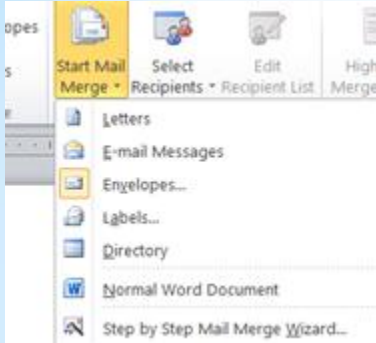 opes
s
Start Mail Merge
Select Recipients
Edit Recipient List
High
Merge
Letters
E-mail Messages
Envelopes...
Labels...
Directory
Normal Word Document
Step by Step Mail Merge Wizard...